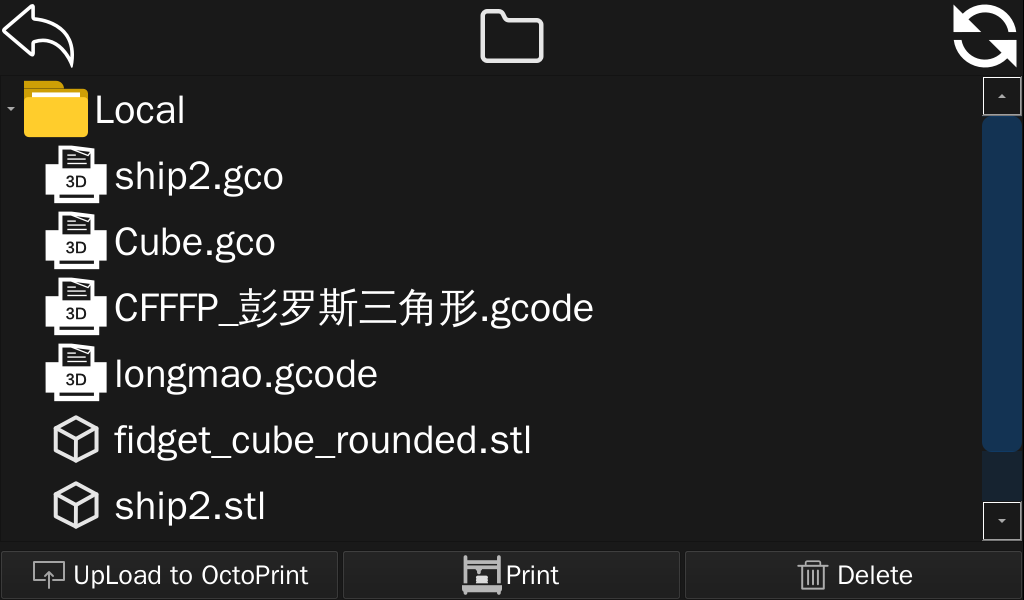 Local
3D ship2.gco
3D Cube.gco
3D CFFFP_彭罗斯三角形.gcode
3D longmao.gcode
fidget_cube_rounded.stl
ship2.stl
UpLoad to OctoPrint Print Delete